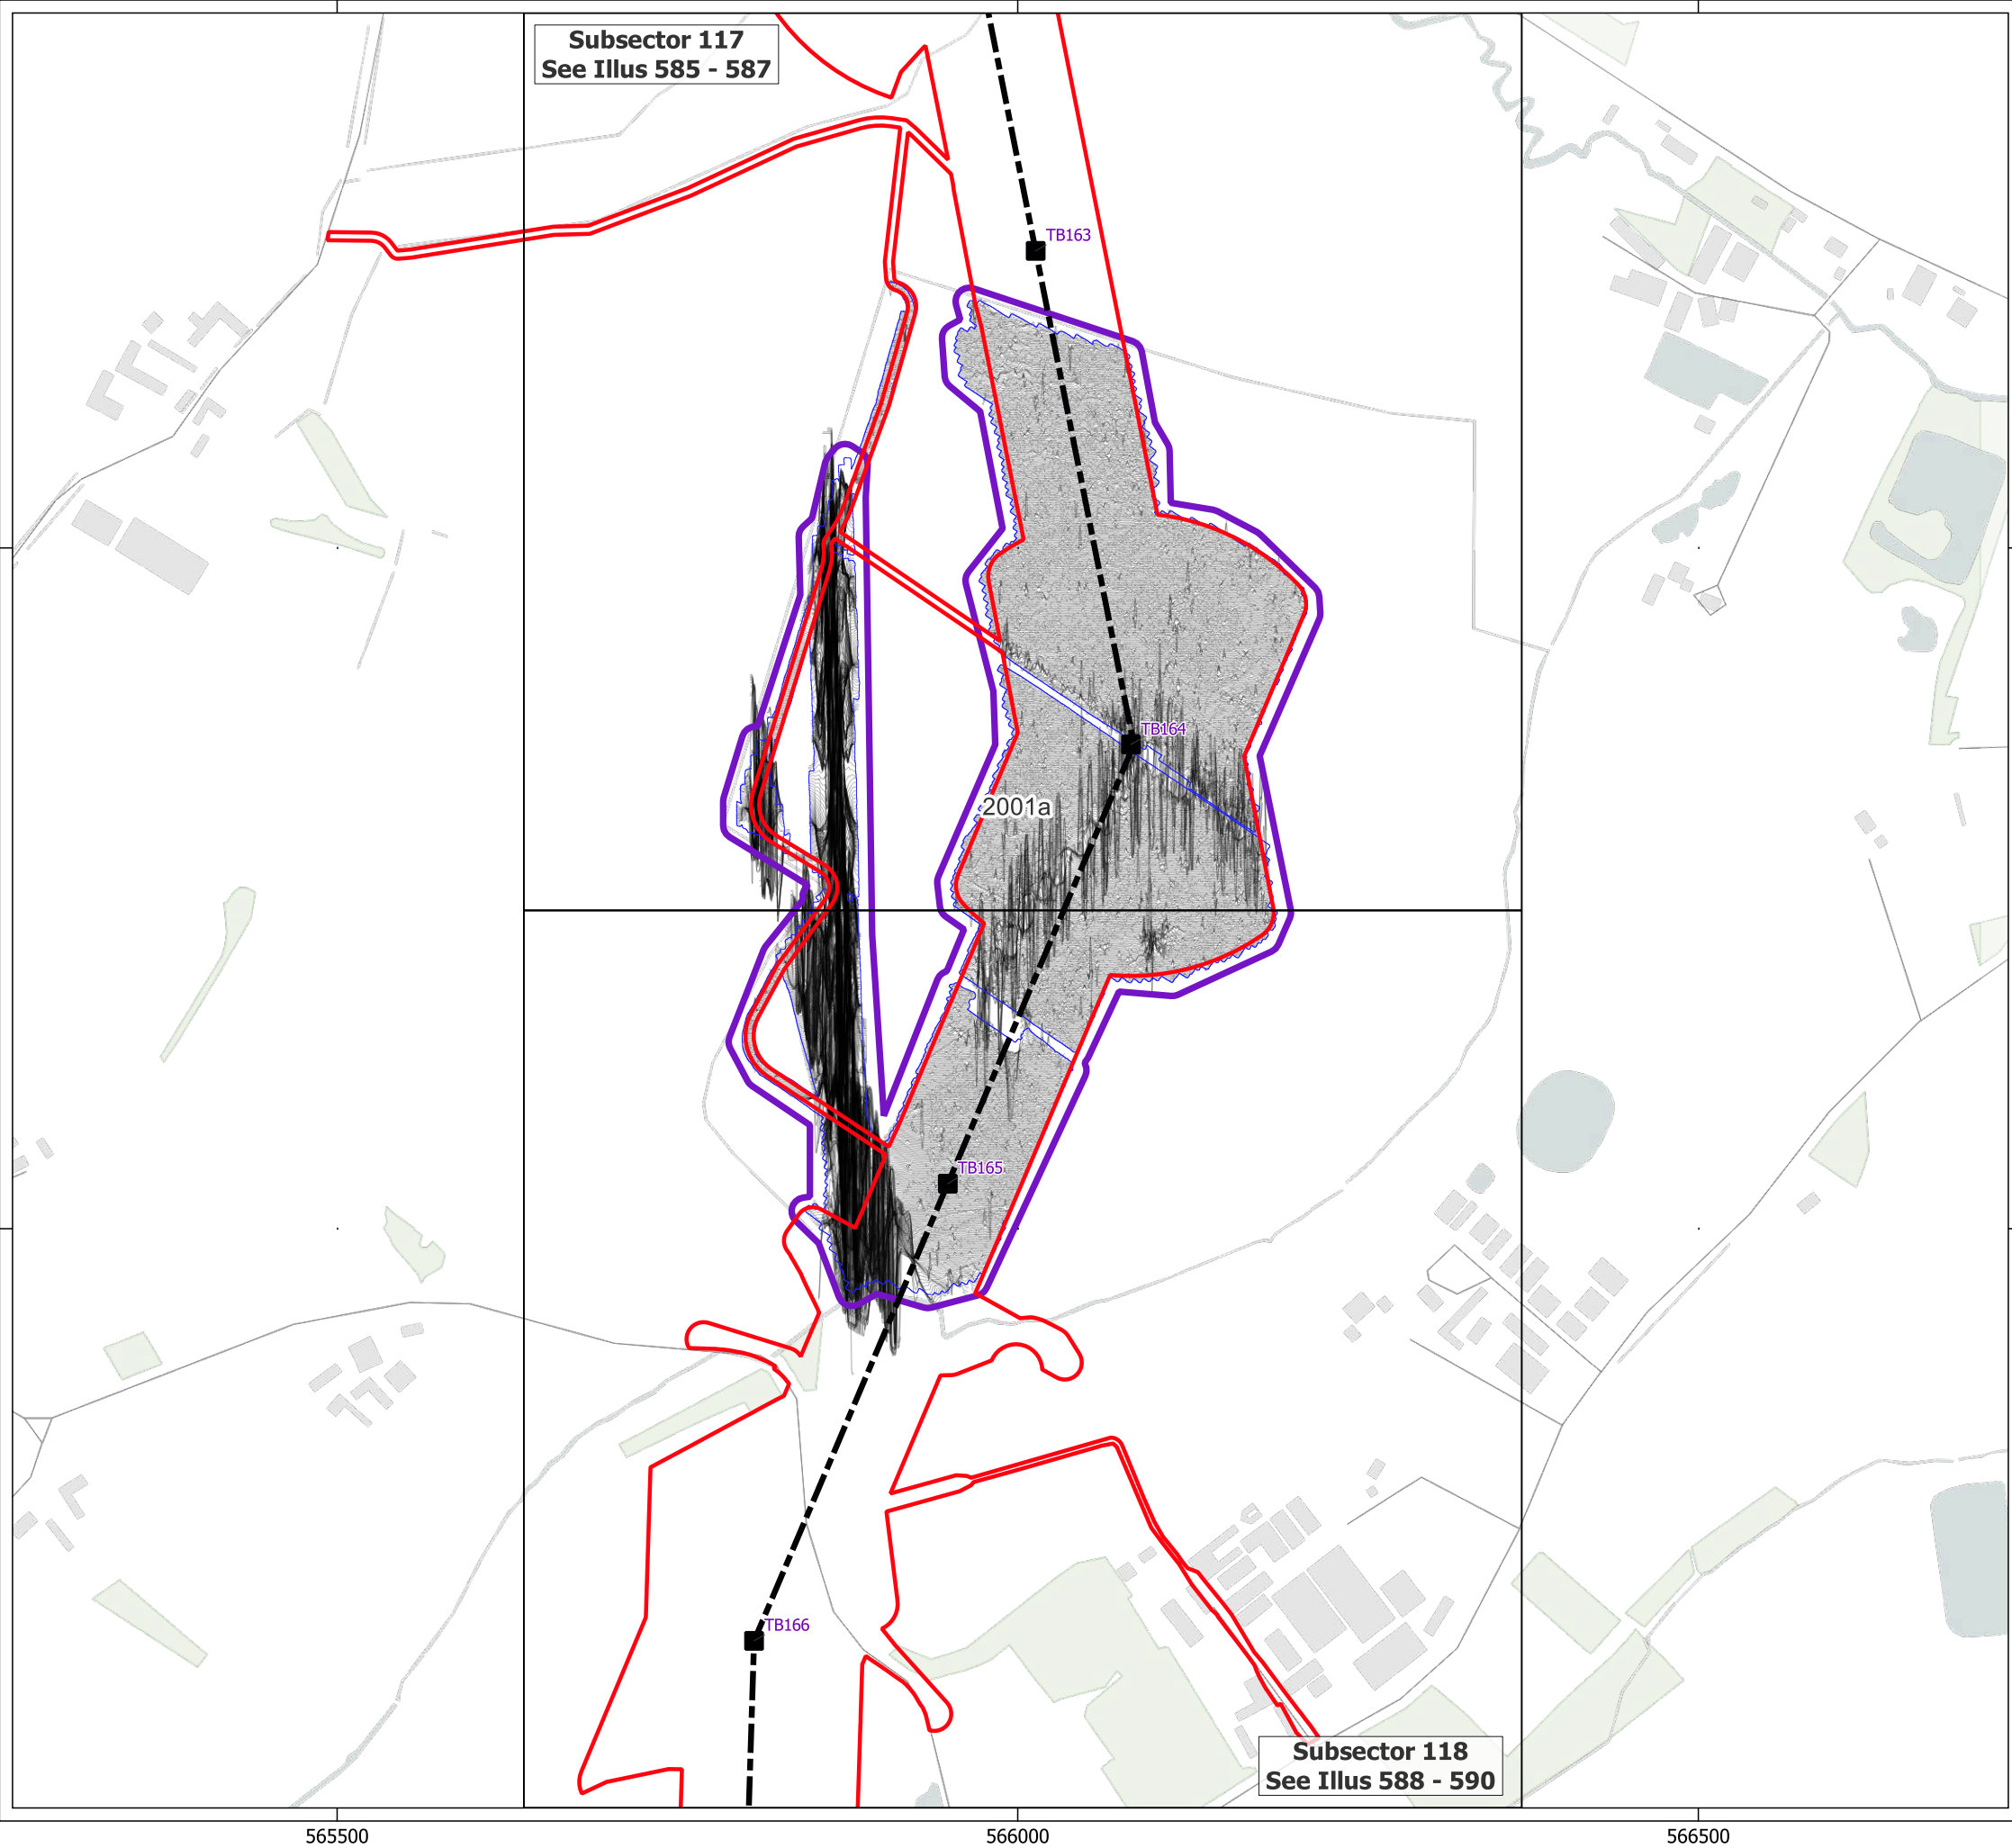 Subsector 117
See Illus 585 - 587
TB163
TB164
2001a
TB165
TB166
Subsector 118
See Illus 588 - 590
565500
566000
566500